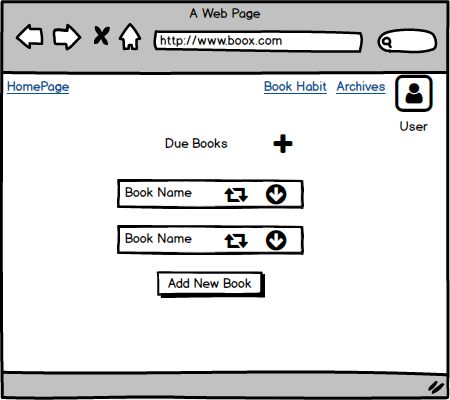 A Web Page
http://www.boox.com
HomePage
Book Habit
Archives
User
Due Books
Book Name
Book Name
Add New Book